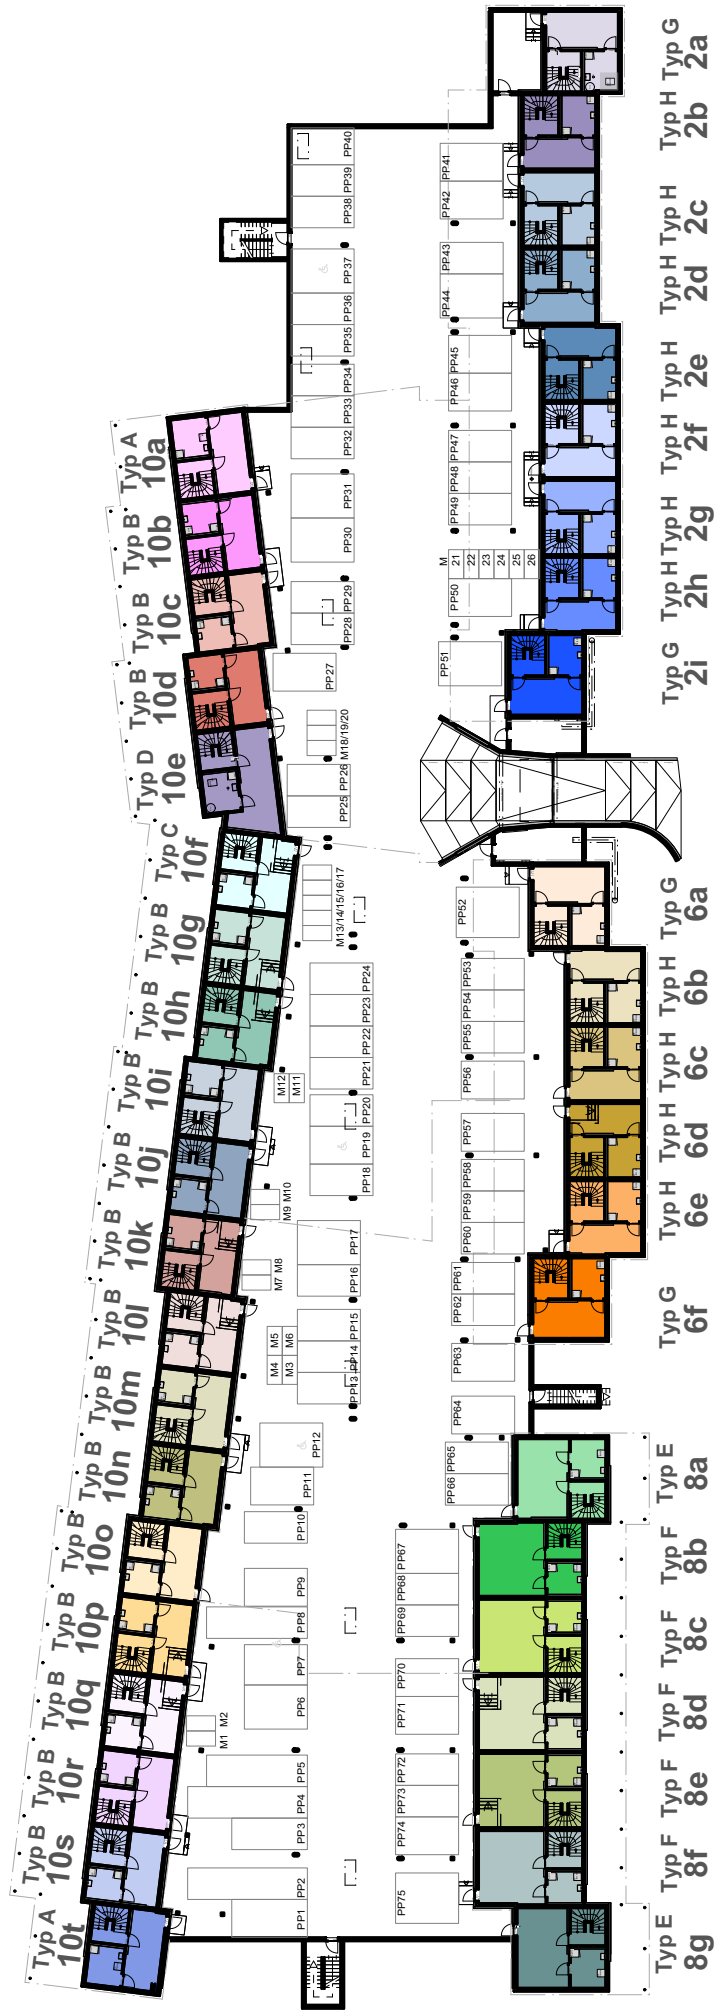 Typ A
10a
Typ B
10b
Typ B
10c
Typ B
10d
Typ D
10e
Typ C
10f
Typ B
10g
Typ B
10h
Typ B
10i
Typ B
10j
Typ B
10k
Typ B
10l
Typ B
10m
Typ B
10n
Typ B
10o
Typ B
10p
Typ B
10q
Typ B
10r
Typ B
10s
Typ A
10t
PP40
PP39
PP38
PP37
PP36
PP35
PP34
PP33
PP32
PP31
PP30
PP29
PP28
PP27
M18/19/20
PP26
PP25
M13/14/15/16/17
PP24
PP23
PP22
PP21
M12
M11
PP20
PP19
PP18
M10
M9
PP17
PP16
M8
M7
PP15
PP14
PP13
M5
M6
M4
M3
PP12
PP11
PP10
PP9
PP8
PP7
PP6
M2
M1
PP5
PP4
PP3
PP2
PP1
PP41
PP42
PP43
PP44
PP45
PP46
PP47
PP48
PP49
M
21
22
23
24
25
26
PP50
PP51
PP52
PP53
PP54
PP55
PP56
PP57
PP58
PP59
PP60
PP61
PP62
PP63
PP64
PP65
PP66
PP67
PP68
PP69
PP70
PP71
PP72
PP73
PP74
PP75
Typ G
2a
Typ H
2b
Typ H
2c
Typ H
2d
Typ H
2e
Typ H
2f
Typ H
2g
Typ H
2h
Typ G
2i
Typ G
6a
Typ H
6b
Typ H
6c
Typ H
6d
Typ H
6e
Typ G
6f
Typ E
8a
Typ F
8b
Typ F
8c
Typ F
8d
Typ F
8e
Typ F
8f
Typ E
8g